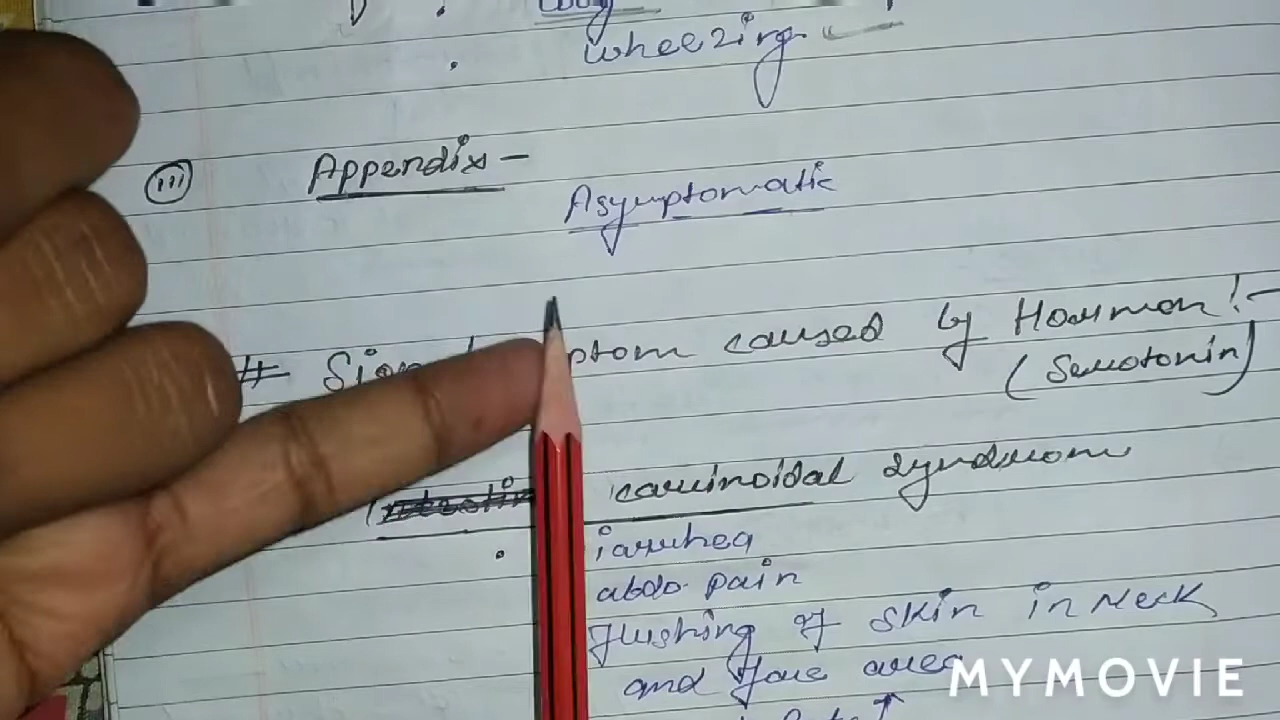 wheezing
(iii) Appendix -
Asymptomatic
# Sign ptom caused by Hormon :-
(Serotonin)
carcinoidal syndrom
iarrhea
abdo pain
flushing of skin in Neck
and face area
MYMOVIE